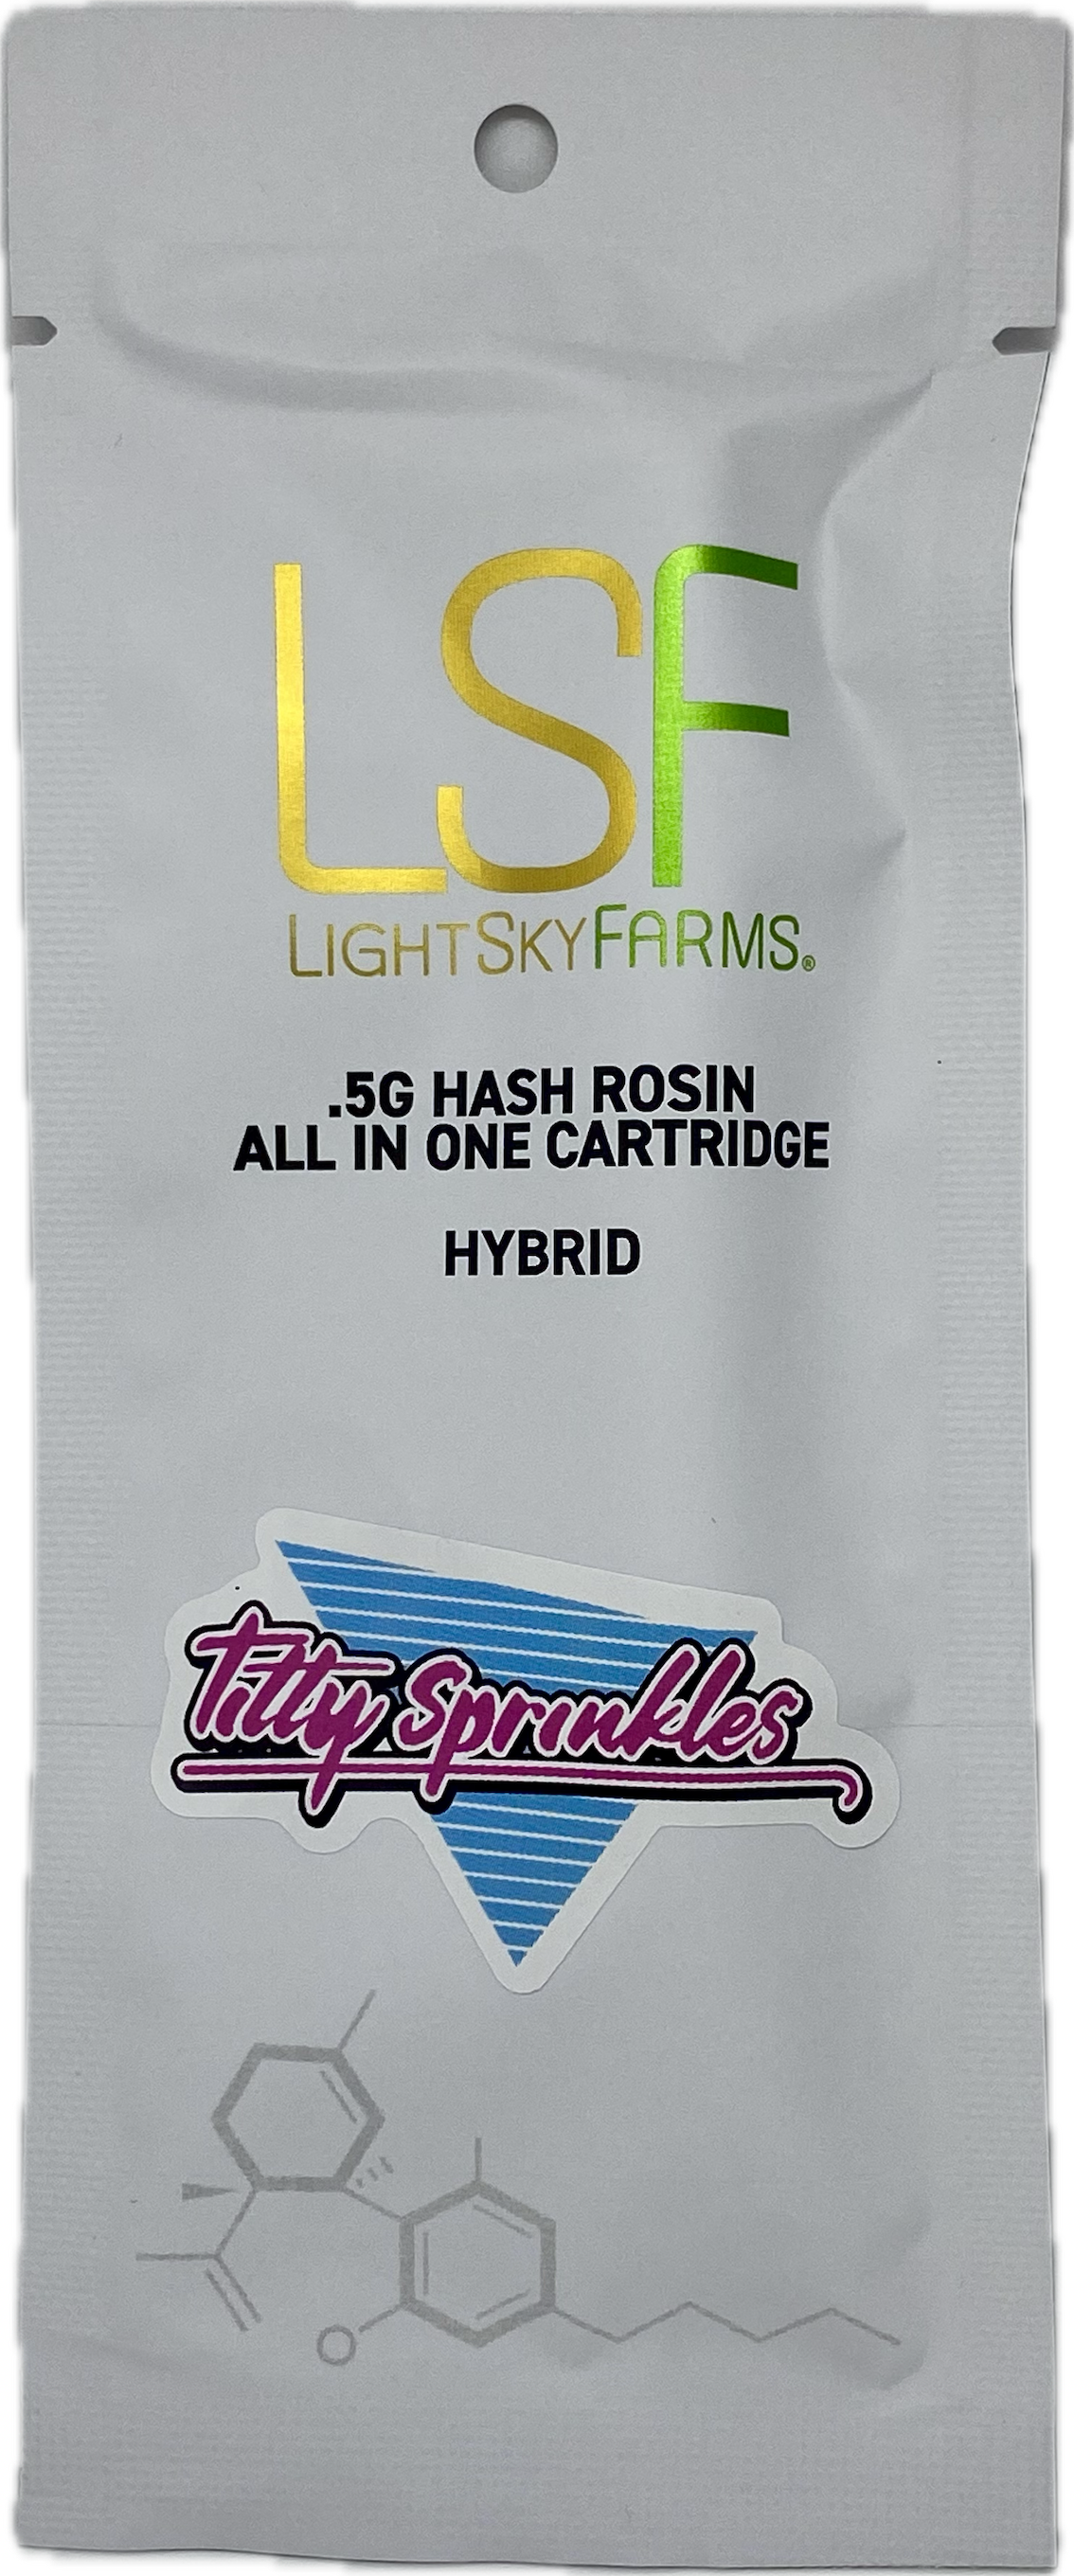 LSF
LIGHTSKYFARMS®
.5G HASH ROSIN
ALL IN ONE CARTRIDGE
HYBRID
Titty Sprinkles
O